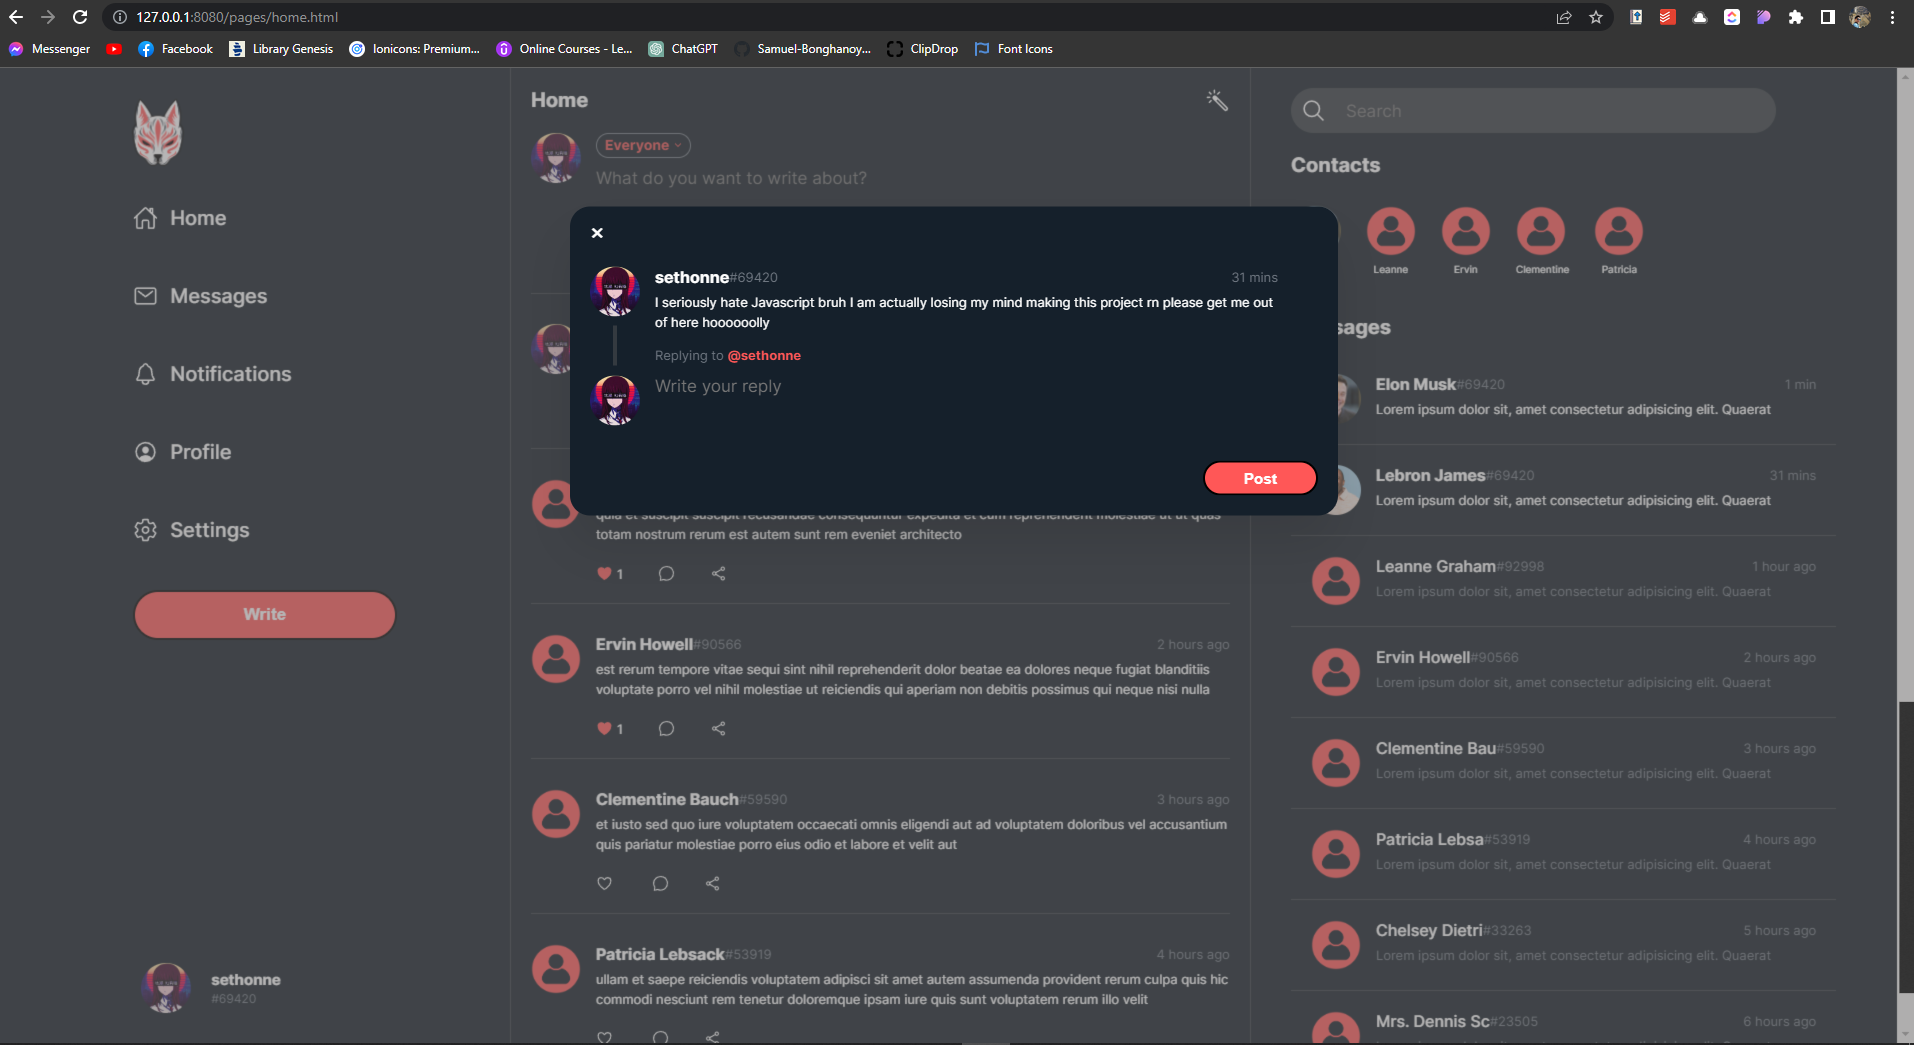 127.0.0.1:8080/pages/home.html
Messenger
Facebook
Library Genesis
Ionicons: Premium...
Online Courses - Le...
ChatGPT
Samuel-Bonghanoy...
ClipDrop
Font Icons
Home
Messages
Notifications
Profile
Settings
Write
sethonne
#69420
Home
Everyone
What do you want to write about?
sethonne#69420 31 mins
I seriously hate Javascript bruh I am actually losing my mind making this project rn please get me out
of here hoooooolly
Replying to @sethonne
Write your reply
Post
quia et suscipit suscipit recusandae consequuntur expedita et cum reprehenderit molestiae ut ut quas
totam nostrum rerum est autem sunt rem eveniet architecto
1
Ervin Howell#90566 2 hours ago
est rerum tempore vitae sequi sint nihil reprehenderit dolor beatae ea dolores neque fugiat blanditiis
voluptate porro vel nihil molestiae ut reiciendis qui aperiam non debitis possimus qui neque nisi nulla
1
Clementine Bauch#59590 3 hours ago
et iusto sed quo iure voluptatem occaecati omnis eligendi aut ad voluptatem doloribus vel accusantium
quis pariatur molestiae porro eius odio et labore et velit aut
Patricia Lebsack#53919 4 hours ago
ullam et saepe reiciendis voluptatem adipisci sit amet autem assumenda provident rerum culpa quis hic
commodi nesciunt rem tenetur doloremque ipsam iure quis sunt voluptatem rerum illo velit
Search
Contacts
Leanne
Ervin
Clementine
Patricia
sages
Elon Musk#69420 1 min
Lorem ipsum dolor sit, amet consectetur adipisicing elit. Quaerat
Lebron James#69420 31 mins
Lorem ipsum dolor sit, amet consectetur adipisicing elit. Quaerat
Leanne Graham#92998 1 hour ago
Lorem ipsum dolor sit, amet consectetur adipisicing elit. Quaerat
Ervin Howell#90566 2 hours ago
Lorem ipsum dolor sit, amet consectetur adipisicing elit. Quaerat
Clementine Bau#59590 3 hours ago
Lorem ipsum dolor sit, amet consectetur adipisicing elit. Quaerat
Patricia Lebsa#53919 4 hours ago
Lorem ipsum dolor sit, amet consectetur adipisicing elit. Quaerat
Chelsey Dietri#33263 5 hours ago
Lorem ipsum dolor sit, amet consectetur adipisicing elit. Quaerat
Mrs. Dennis Sc#23505 6 hours ago